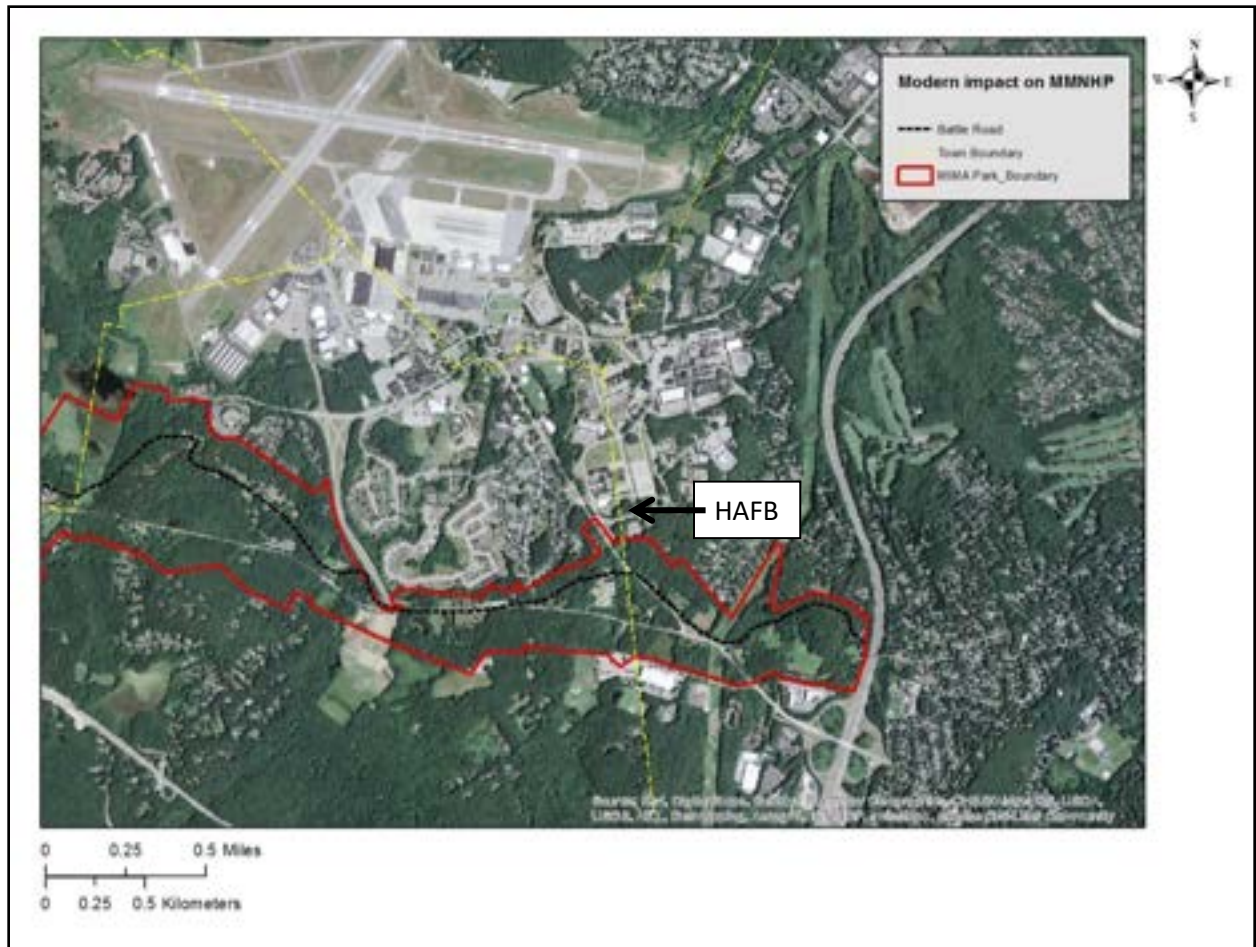 N
W E
S
Modern impact on MMNHP
Battle Road
Town Boundary
MIMA Park_Boundary
HAFB
0 0.25 0.5 Miles
0 0.25 0.5 Kilometers